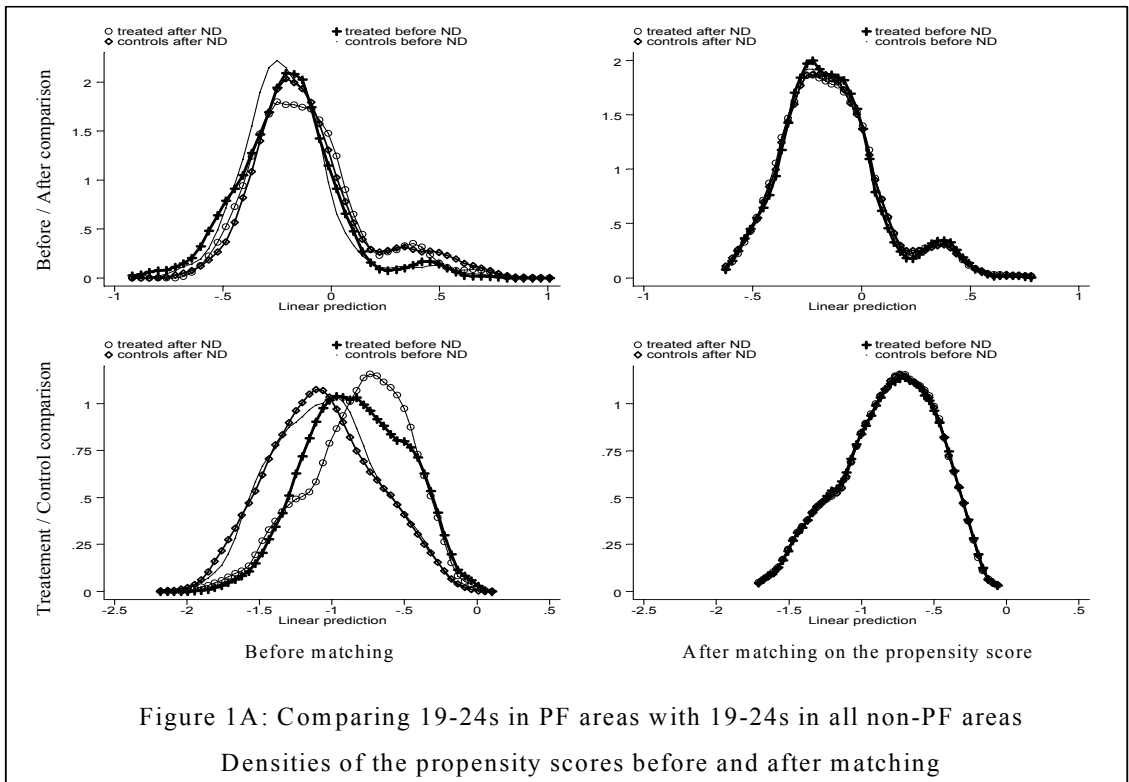 treated after ND treated before ND
controls after ND controls before ND
treated after ND treated before ND
controls after ND controls before ND
Before / After comparison
2
1.5
1
.5
0
-1 -.5 0 .5 1
Linear prediction
2
1.5
1
.5
0
-1 -.5 0 .5 1
Linear prediction
treated after ND treated before ND
controls after ND controls before ND
treated after ND treated before ND
controls after ND controls before ND
Treatement / Control comparison
1
.75
.5
.25
0
-2.5 -2 -1.5 -1 -.5 0 .5
Linear prediction
1
.75
.5
.25
0
-2.5 -2 -1.5 -1 -.5 0 .5
Linear prediction
Before matching
After matching on the propensity score
Figure 1A: Comparing 19-24s in PF areas with 19-24s in all non-PF areas
Densities of the propensity scores before and after matching